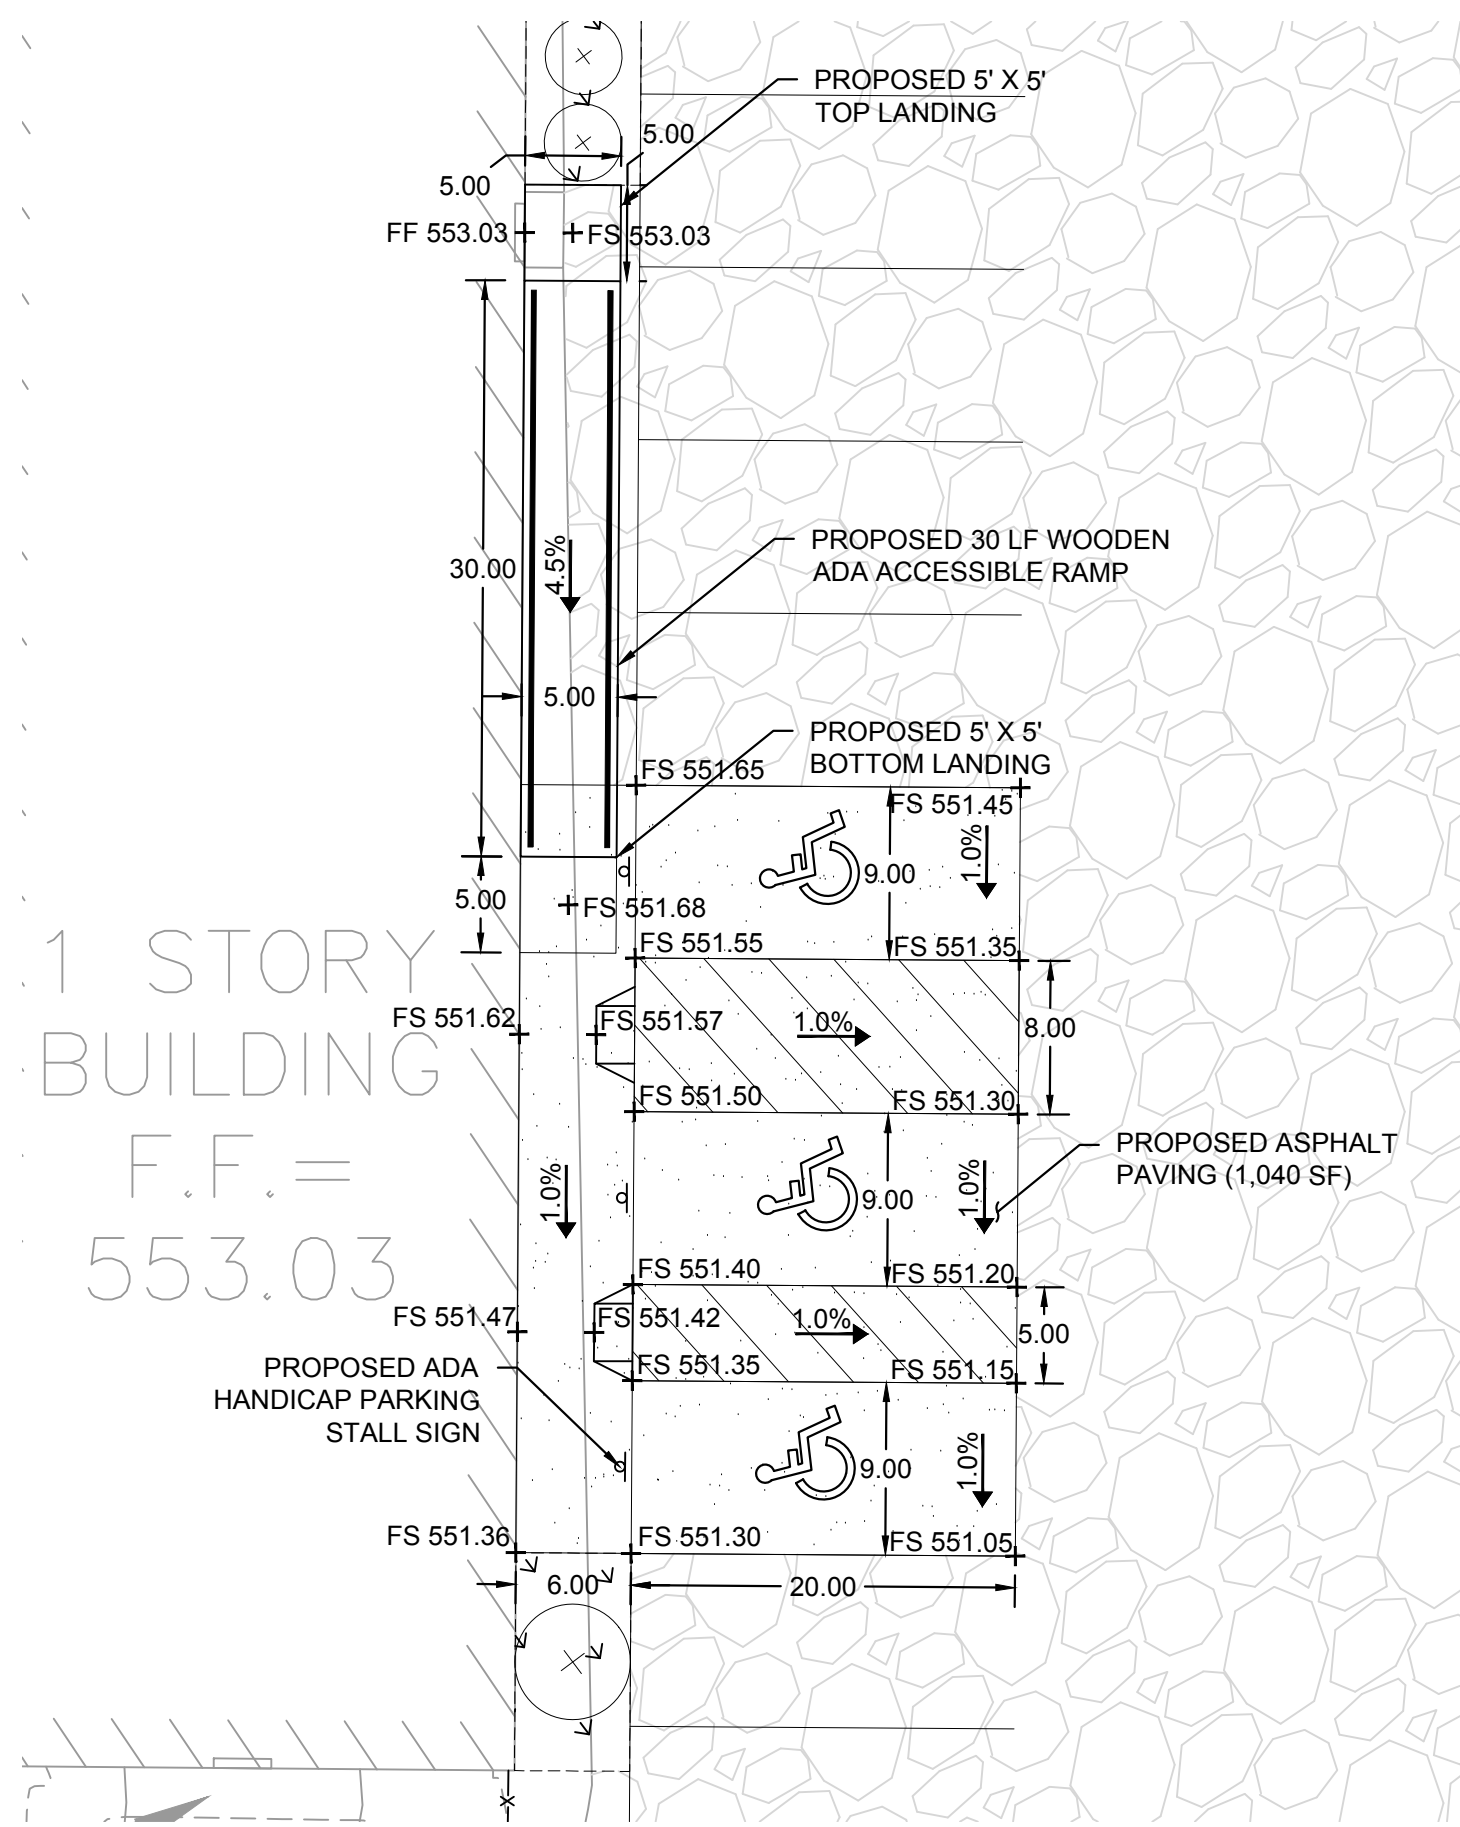 PROPOSED 5' X 5'
TOP LANDING
5.00
5.00
FF 553.03
FS 553.03
30.00
4.5%
PROPOSED 30 LF WOODEN
ADA ACCESSIBLE RAMP
5.00
PROPOSED 5' X 5'
BOTTOM LANDING
FS 551.65
FS 551.45
1.0%
9.00
5.00
FS 551.68
FS 551.55
FS 551.35
1 STORY
BUILDING
F.F.=
553.03
FS 551.62
FS 551.57
1.0%
8.00
FS 551.50
FS 551.30
PROPOSED ASPHALT
PAVING (1,040 SF)
1.0%
9.00
1.0%
FS 551.40
FS 551.20
FS 551.47
FS 551.42
1.0%
5.00
FS 551.35
FS 551.15
PROPOSED ADA
HANDICAP PARKING
STALL SIGN
9.00
1.0%
FS 551.36
FS 551.30
FS 551.05
6.00
20.00
X